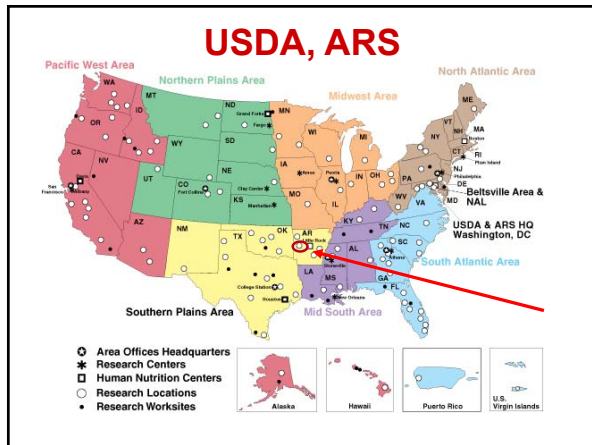 USDA, ARS
Pacific West Area
Northern Plains Area
Midwest Area
North Atlantic Area
WA
MT
ND
Grand Forks
Fargo
MN
ME
VT
NH
MA
Boston
OR
ID
WY
SD
WI
MI
NY
CT
RI
Plum Island
CA
NV
NE
IA
Ames
Peoria
IN
OH
PA
NJ
Philadelphia
DE
MD
Beltsville Area &
NAL
San Francisco
Davis
Albany
UT
CO
Fort Collins
Clay Center
KS
Manhattan
MO
IL
WV
VA
KY
USDA & ARS HQ
Washington, DC
AZ
NM
TX
OK
AR
Little Rock
TN
NC
SC
Athens
Stoneville
AL
GA
South Atlantic Area
LA
MS
New Orleans
FL
College Station
Houston
Southern Plains Area
Mid South Area
Area Offices Headquarters
Research Centers
Human Nutrition Centers
Research Locations
Research Worksites
Alaska
Hawaii
Puerto Rico
U.S.
Virgin Islands